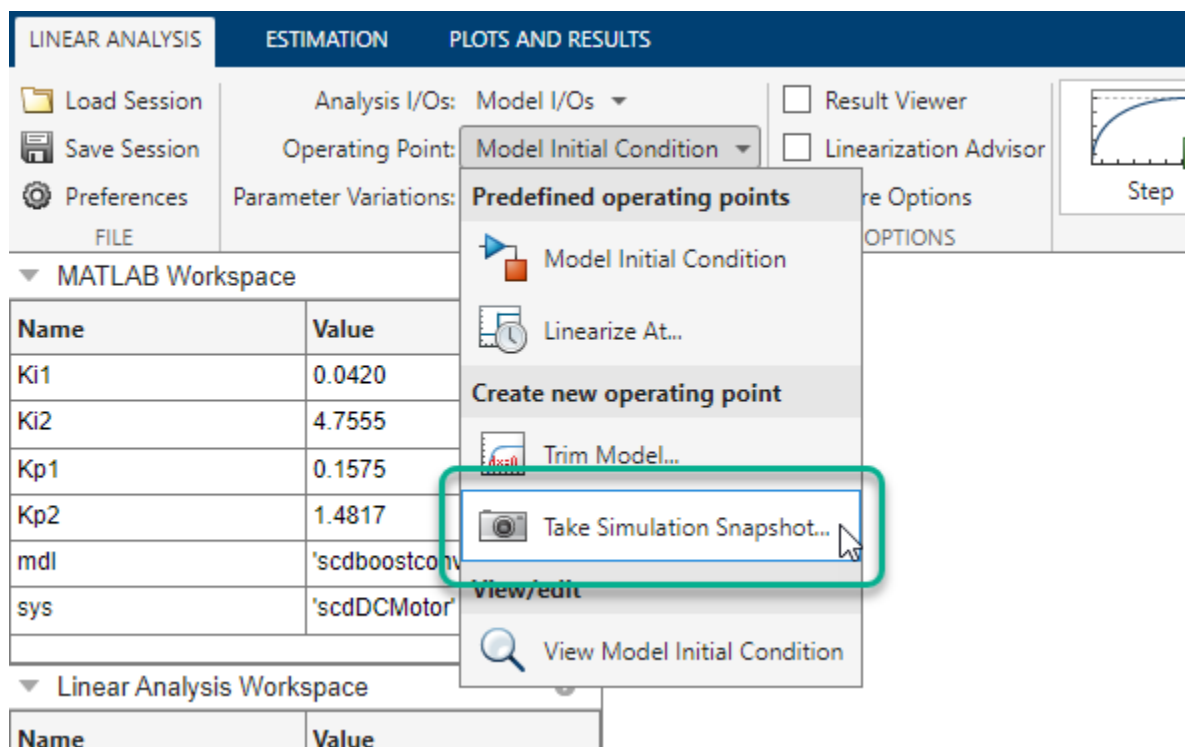 LINEAR ANALYSIS ESTIMATION PLOTS AND RESULTS
Load Session Analysis I/Os: Model I/Os Result Viewer
Save Session Operating Point: Model Initial Condition Linearization Advisor
Preferences Parameter Variations: re Options
Step
FILE OPTIONS
Predefined operating points
Model Initial Condition
Linearize At...
Create new operating point
Trim Model...
Take Simulation Snapshot...
View/edit
View Model Initial Condition
MATLAB Workspace
Name Value
Ki1 0.0420
Ki2 4.7555
Kp1 0.1575
Kp2 1.4817
mdl 'scdboostconv
sys 'scdDCMotor'
Linear Analysis Workspace
Name Value